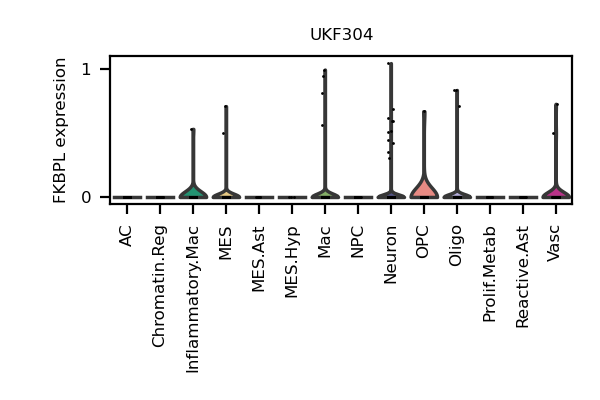 UKF304
FKBPL expression
1
0
AC
Chromatin.Reg
Inflammatory.Mac
MES
MES.Ast
MES.Hyp
Mac
NPC
Neuron
OPC
Oligo
Prolif.Metab
Reactive.Ast
Vasc